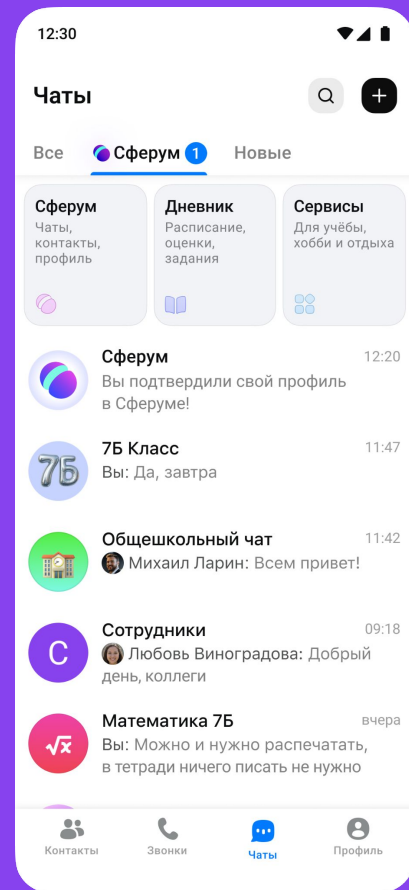 12:30
Чаты
Все
Сферум 1
Новые
Сферум
Чаты,
контакты,
профиль
Дневник
Расписание,
оценки,
задания
Сервисы
Для учёбы,
хобби и отдыха
Сферум 12:20
Вы подтвердили свой профиль
в Сферуме!
7Б
7Б Класс 11:47
Вы: Да, завтра
Общешкольный чат 11:42
Михаил Ларин: Всем привет!
С
Сотрудники 09:18
Любовь Виноградова: Добрый
день, коллеги
√x
Математика 7Б вчера
Вы: Можно и нужно распечатать,
в тетради ничего писать не нужно
Контакты
Звонки
Чаты
Профиль